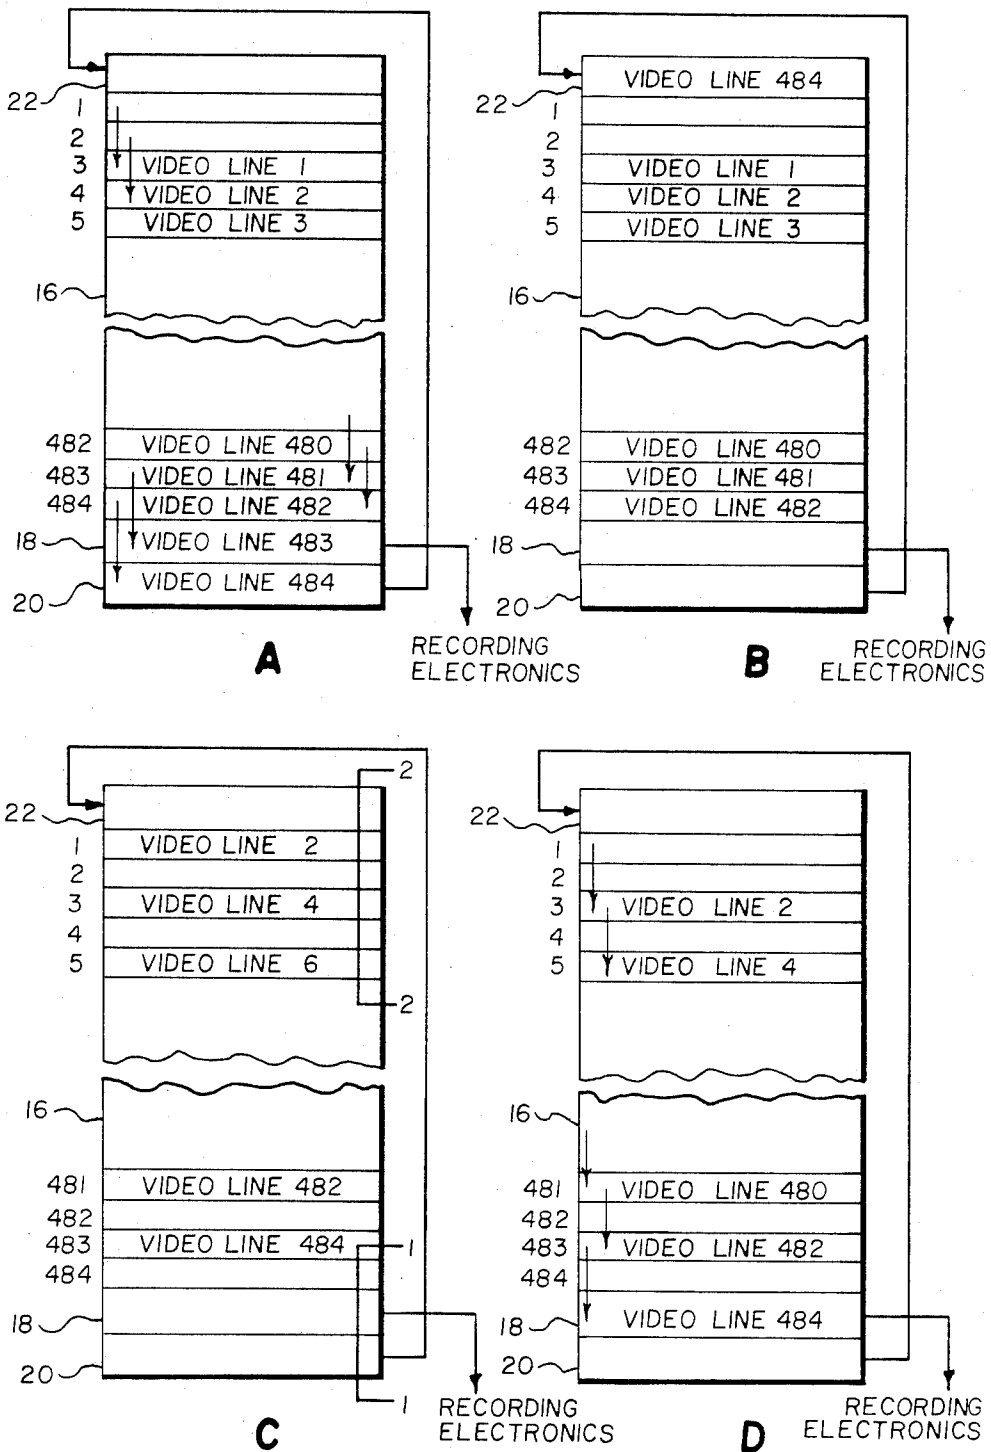 22
1
2
3 VIDEO LINE 1
4 VIDEO LINE 2
5 VIDEO LINE 3
16
482 VIDEO LINE 480
483 VIDEO LINE 481
484 VIDEO LINE 482
18 VIDEO LINE 483
20 VIDEO LINE 484
RECORDING
ELECTRONICS
A
VIDEO LINE 484
22
1
2
3 VIDEO LINE 1
4 VIDEO LINE 2
5 VIDEO LINE 3
16
482 VIDEO LINE 480
483 VIDEO LINE 481
484 VIDEO LINE 482
18
20
RECORDING
ELECTRONICS
B
2
22
1 VIDEO LINE 2
2
3 VIDEO LINE 4
4
5 VIDEO LINE 6
2
16
481 VIDEO LINE 482
482
483 VIDEO LINE 484 1
484
18
20
1
RECORDING
ELECTRONICS
C
22
1
2
3 VIDEO LINE 2
4
5 VIDEO LINE 4
16
481 VIDEO LINE 480
482
483 VIDEO LINE 482
484
18 VIDEO LINE 484
20
RECORDING
ELECTRONICS
D